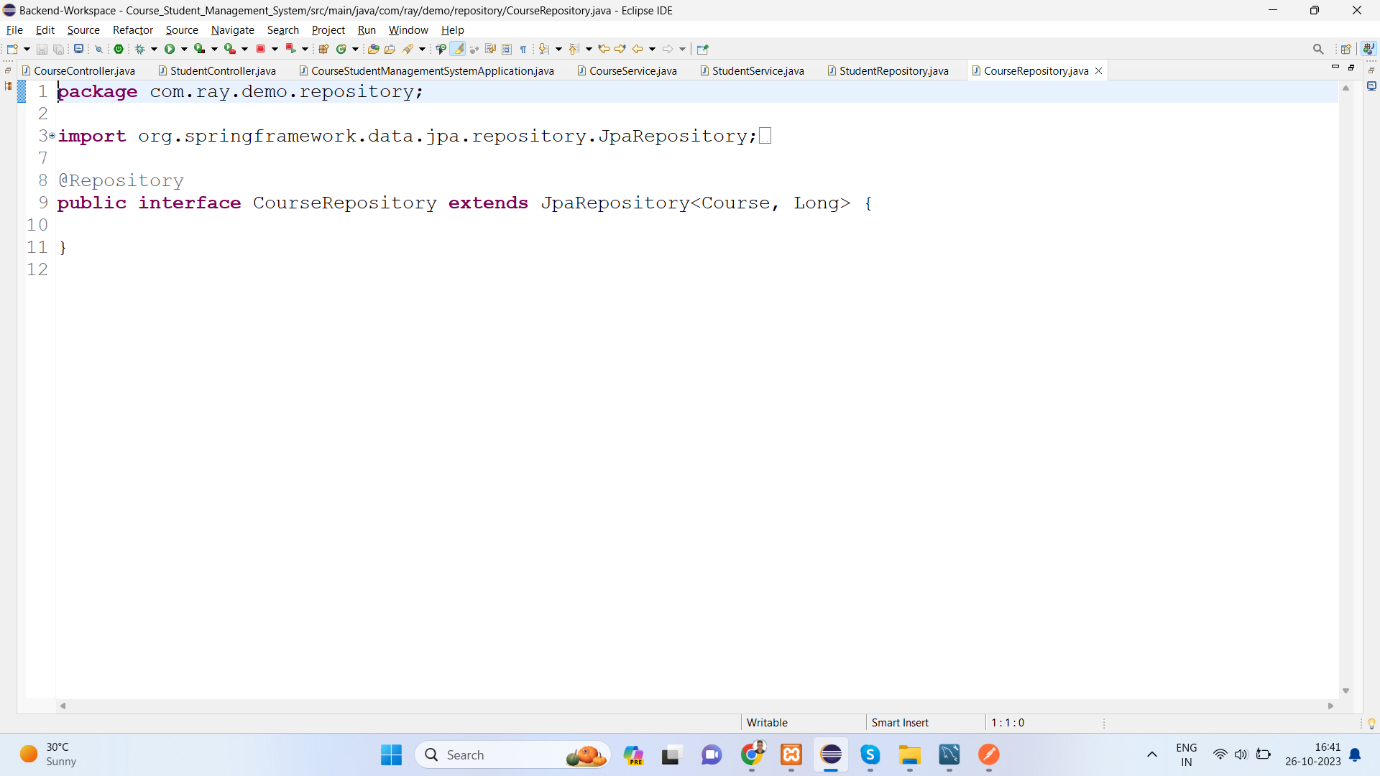 Backend-Workspace - Course_Student_Management_System/src/main/java/com/ray/demo/repository/CourseRepository.java - Eclipse IDE
File Edit Source Refactor Source Navigate Search Project Run Window Help
CourseController.java StudentController.java CourseStudentManagementSystemApplication.java CourseService.java StudentService.java StudentRepository.java CourseRepository.java
1 package com.ray.demo.repository;
2
3 import org.springframework.data.jpa.repository.JpaRepository;
7
8 @Repository
9 public interface CourseRepository extends JpaRepository<Course, Long> {
10
11 }
12
Writable Smart Insert 1 : 1 : 0
30°C
Sunny
Search
PRE
ENG
IN
16:41
26-10-2023